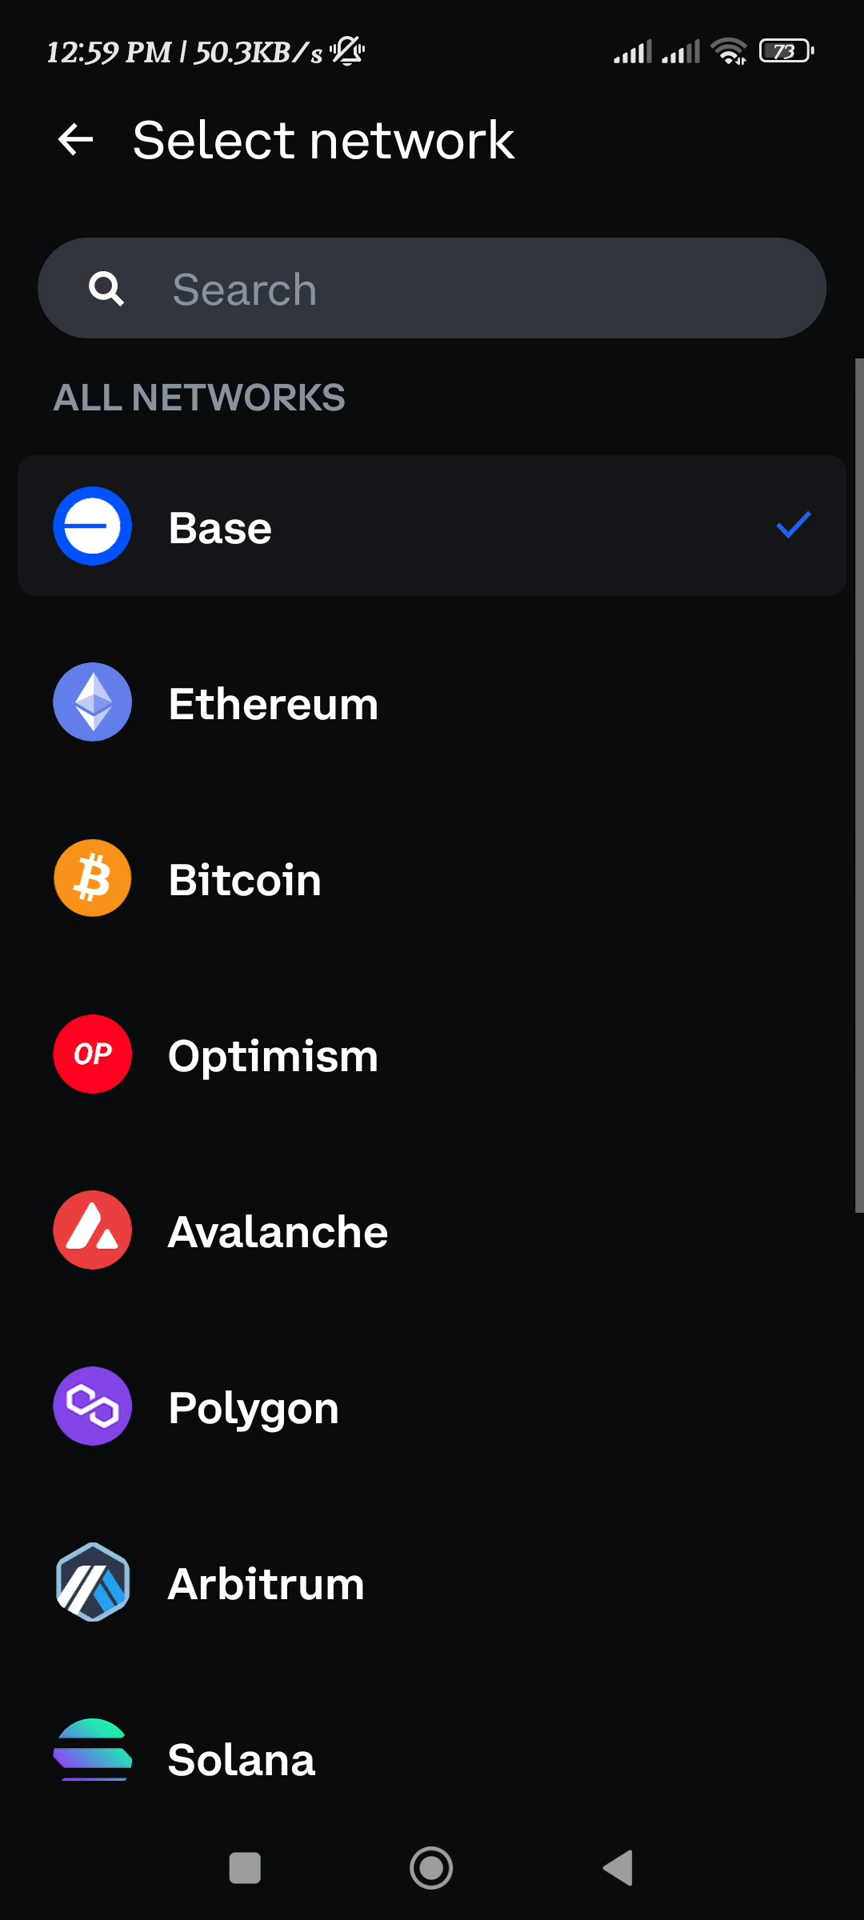 12:59 PM | 50.3KB/s
73
Select network
Search
ALL NETWORKS
Base
Ethereum
Bitcoin
OP
Optimism
Avalanche
Polygon
Arbitrum
Solana